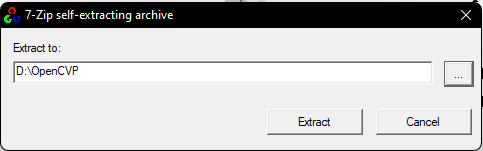 7-Zip self-extracting archive
Extract to:
D:\OpenCVP
...
Extract Cancel